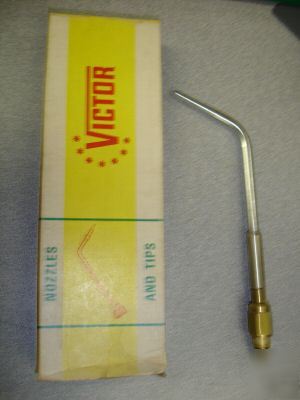 VICTOR
NOZZLES
AND TIPS